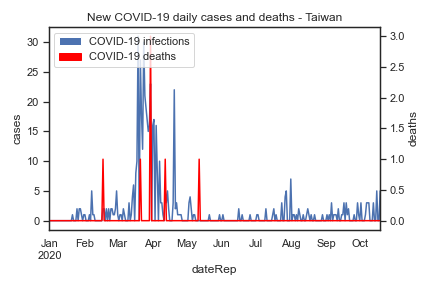 New COVID-19 daily cases and deaths - Taiwan
COVID-19 infections
COVID-19 deaths
30
25
20
15
10
5
0
cases
3.0
2.5
2.0
1.5
1.0
0.5
0.0
deaths
Jan Feb Mar Apr May Jun Jul Aug Sep Oct
2020
dateRep